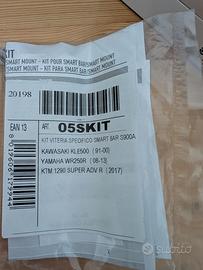 KIT
SMART MOUNT - KIT POUR SMART BAR/SMART MOUNT
SMART MOUNT - KIT PARA SMART BAR/SMART MOUNT
20198
EAN 13
ART.
05SKIT
KIT VITERIA SPECIFICO SMART BAR S900A
KAWASAKI KLE500 (91-00)
YAMAHA WR250R (08-13)
KTM 1290 SUPER ADV R (2017)
8019606179944
subito